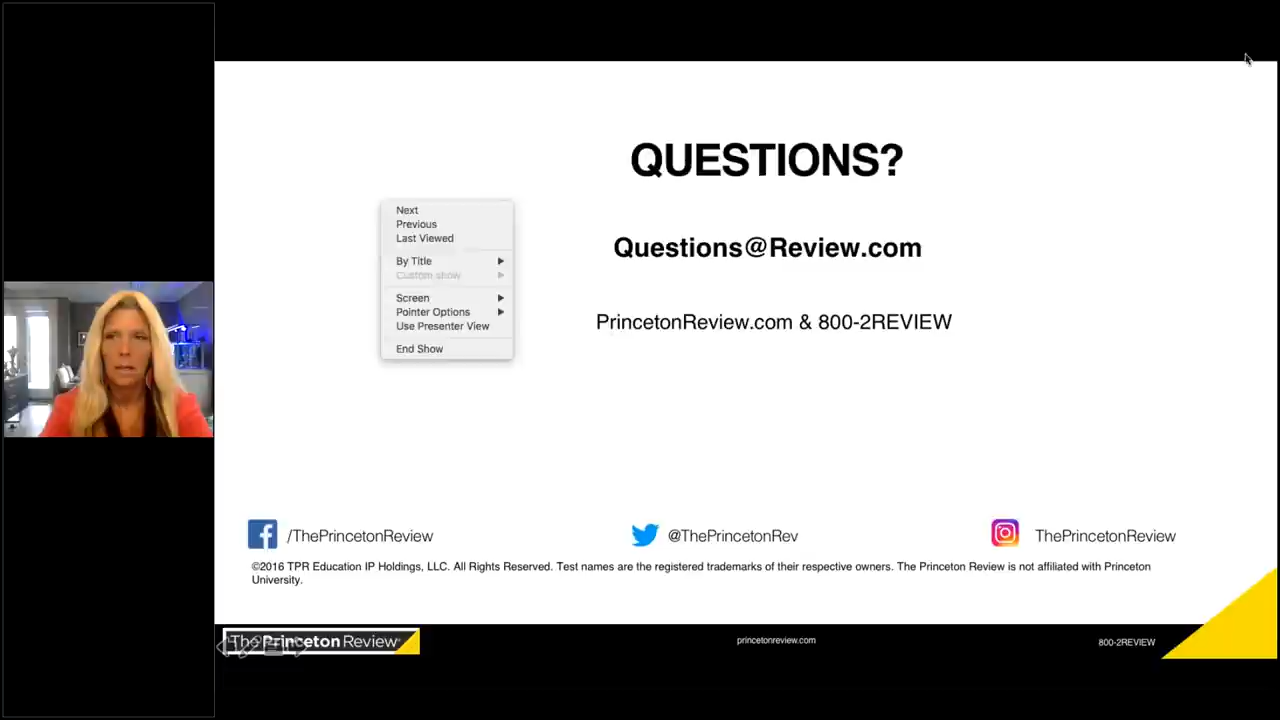 QUESTIONS?
Questions@Review.com
PrincetonReview.com & 800-2REVIEW
Next
Previous
Last Viewed
By Title
Custom show
Screen
Pointer Options
Use Presenter View
End Show
/ThePrincetonReview
@ThePrincetonRev
ThePrincetonReview
©2016 TPR Education IP Holdings, LLC. All Rights Reserved. Test names are the registered trademarks of their respective owners. The Princeton Review is not affiliated with Princeton
University.
The Princeton Review
princetonreview.com
800-2REVIEW